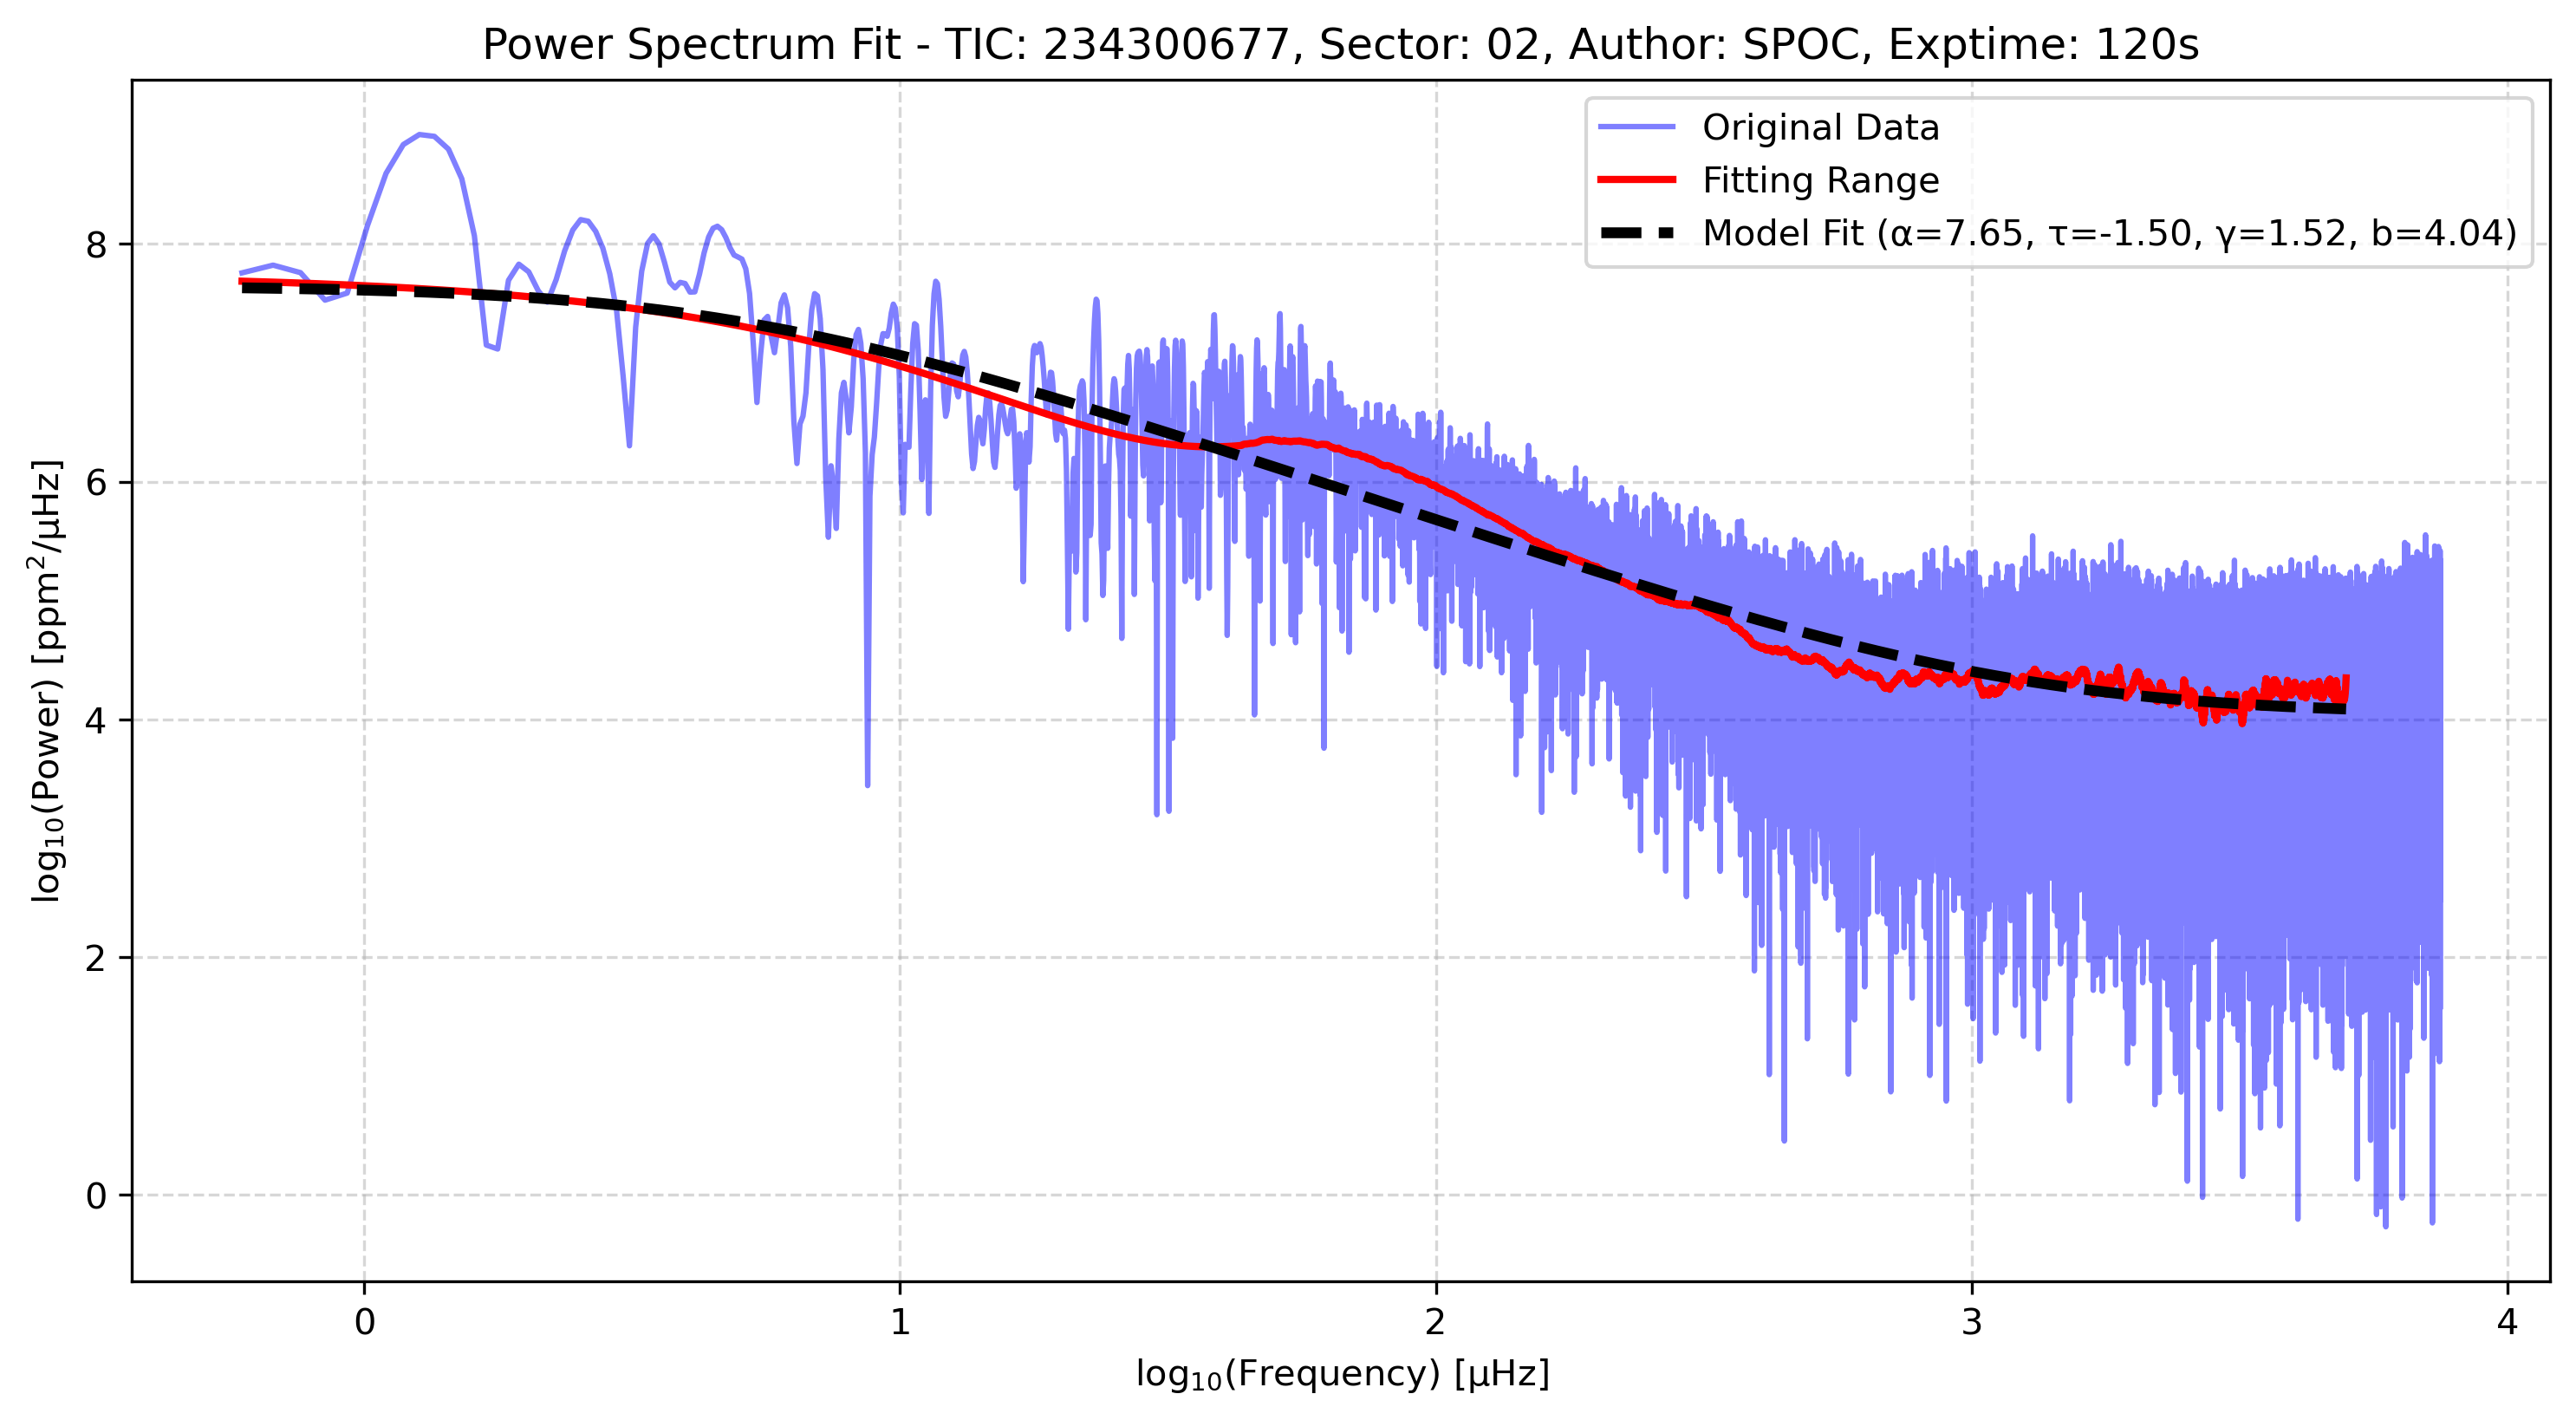 Power Spectrum Fit - TIC: 234300677, Sector: 02, Author: SPOC, Exptime: 120s
Original Data
Fitting Range
Model Fit (α=7.65, τ=-1.50, γ=1.52, b=4.04)
log₁₀(Power) [ppm²/μHz]
8
6
4
2
0
0 1 2 3 4
log₁₀(Frequency) [μHz]